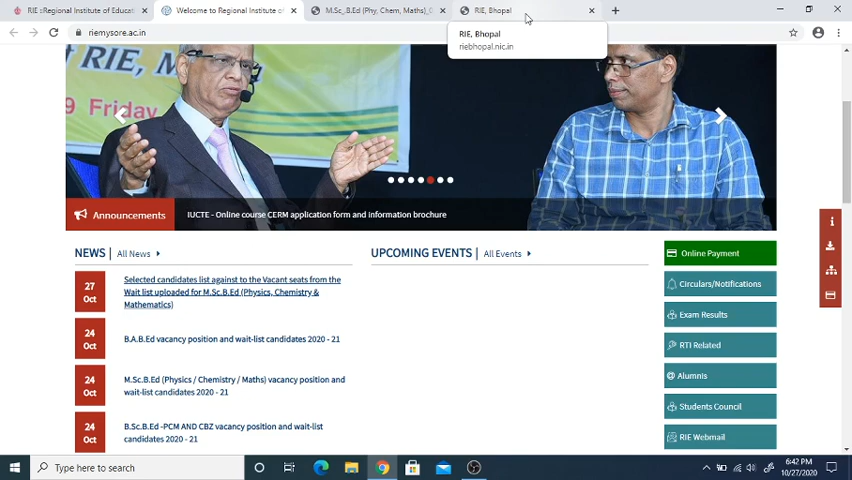 RIE ::Regional Institute of Educa
Welcome to Regional Institute of
M.Sc,_B.Ed (Phy, Chem, Maths)_
RIE, Bhopal
riemysore.ac.in
RIE, Bhopal
riebhopal.nic.in
of RIE, M
9 Friday
Announcements
IUCTE - Online course CERM application form and information brochure
NEWS | All News
UPCOMING EVENTS | All Events
27
Oct
Selected candidates list against to the Vacant seats from the
Wait list uploaded for M.Sc.B.Ed (Physics, Chemistry &
Mathematics)
24
Oct
B.A.B.Ed vacancy position and wait-list candidates 2020 - 21
24
Oct
M.Sc.B.Ed (Physics / Chemistry / Maths) vacancy position and
wait-list candidates 2020 - 21
24
Oct
B.Sc.B.Ed -PCM AND CBZ vacancy position and wait-list
candidates 2020 - 21
Online Payment
Circulars/Notifications
Exam Results
RTI Related
Alumnis
Students Council
RIE Webmail
Type here to search
6:42 PM
10/27/2020